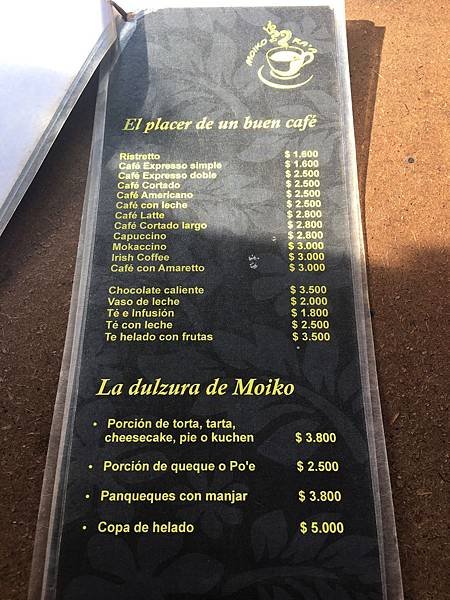 MOIKO RA'A
El placer de un buen café
Ristretto $ 1.600
Café Expresso simple $ 1.600
Café Expresso doble $ 2.500
Café Cortado $ 2.500
Café Americano $ 2.500
Café con leche $ 2.500
Café Latte $ 2.800
Café Cortado largo $ 2.800
Capuccino $ 2.800
Mokaccino $ 3.000
Irish Coffee $ 3.000
Café con Amaretto $ 3.000
Chocolate caliente $ 3.500
Vaso de leche $ 2.000
Té e Infusión $ 1.800
Té con leche $ 2.500
Te helado con frutas $ 3.500
La dulzura de Moiko
• Porción de torta, tarta,
cheesecake, pie o kuchen $ 3.800
• Porción de queque o Po'e $ 2.500
• Panqueques con manjar $ 3.800
• Copa de helado $ 5.000